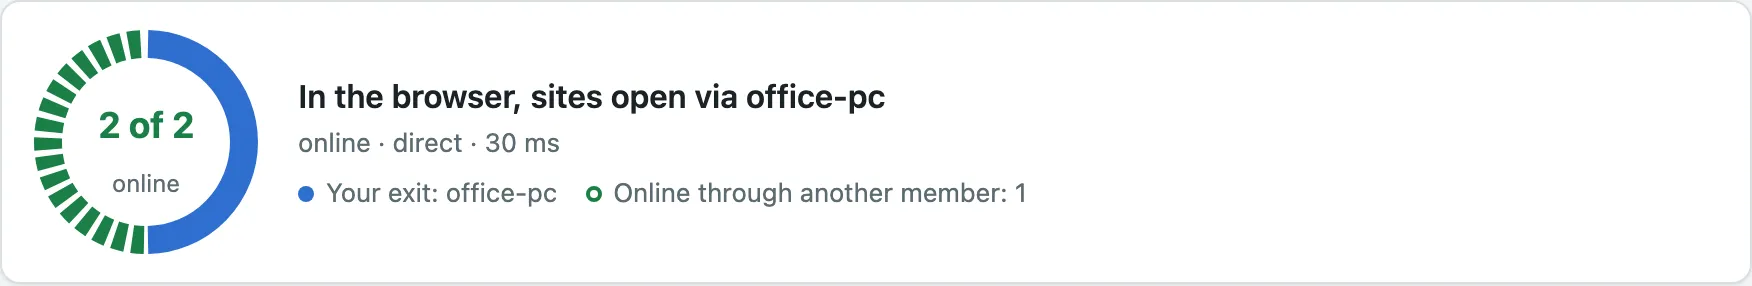 2 of 2
online
In the browser, sites open via office-pc
online · direct · 30 ms
Your exit: office-pc
Online through another member: 1